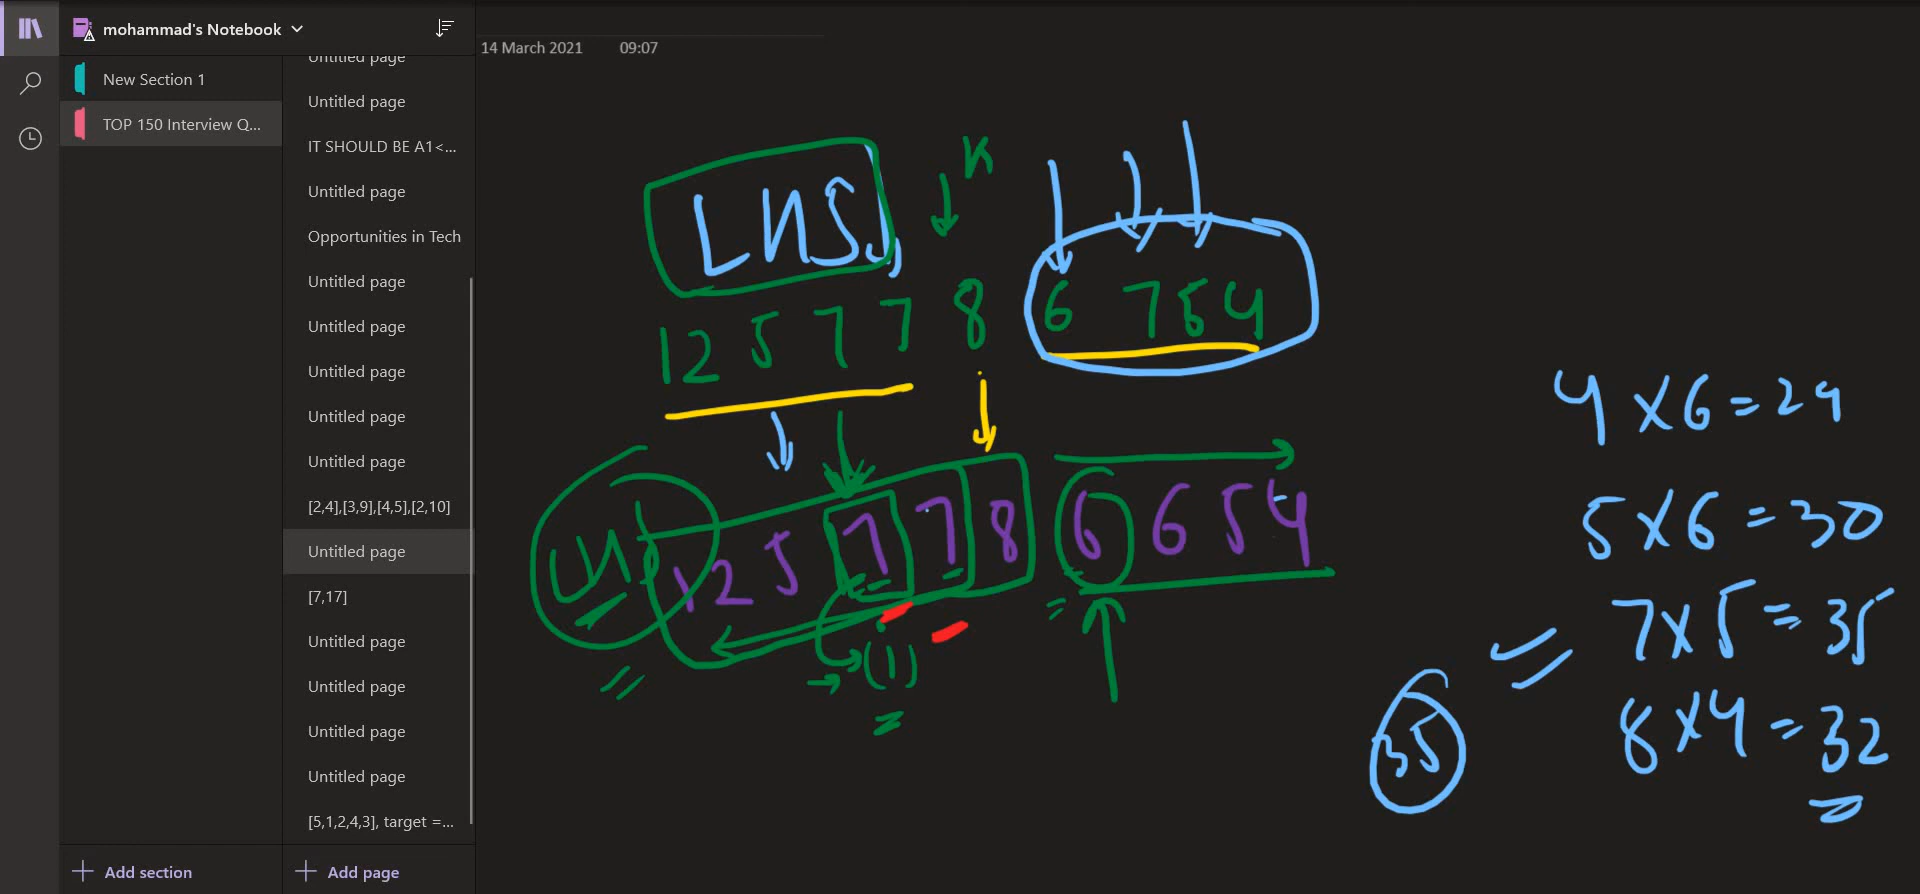 mohammad's Notebook
14 March 2021 09:07
New Section 1
TOP 150 Interview Q...
Untitled page
Untitled page
IT SHOULD BE A1<...
Untitled page
Opportunities in Tech
Untitled page
Untitled page
Untitled page
Untitled page
Untitled page
[2,4],[3,9],[4,5],[2,10]
Untitled page
[7,17]
Untitled page
Untitled page
Untitled page
Untitled page
[5,1,2,4,3], target =...
Add section
Add page
K
1 2 5 7 7 8 6 7 5 4
1 2 5 7 7 8 6 6 5 4
(1)
4 x 6 = 24
5 x 6 = 30
7 x 5 = 35
8 x 4 = 32
35